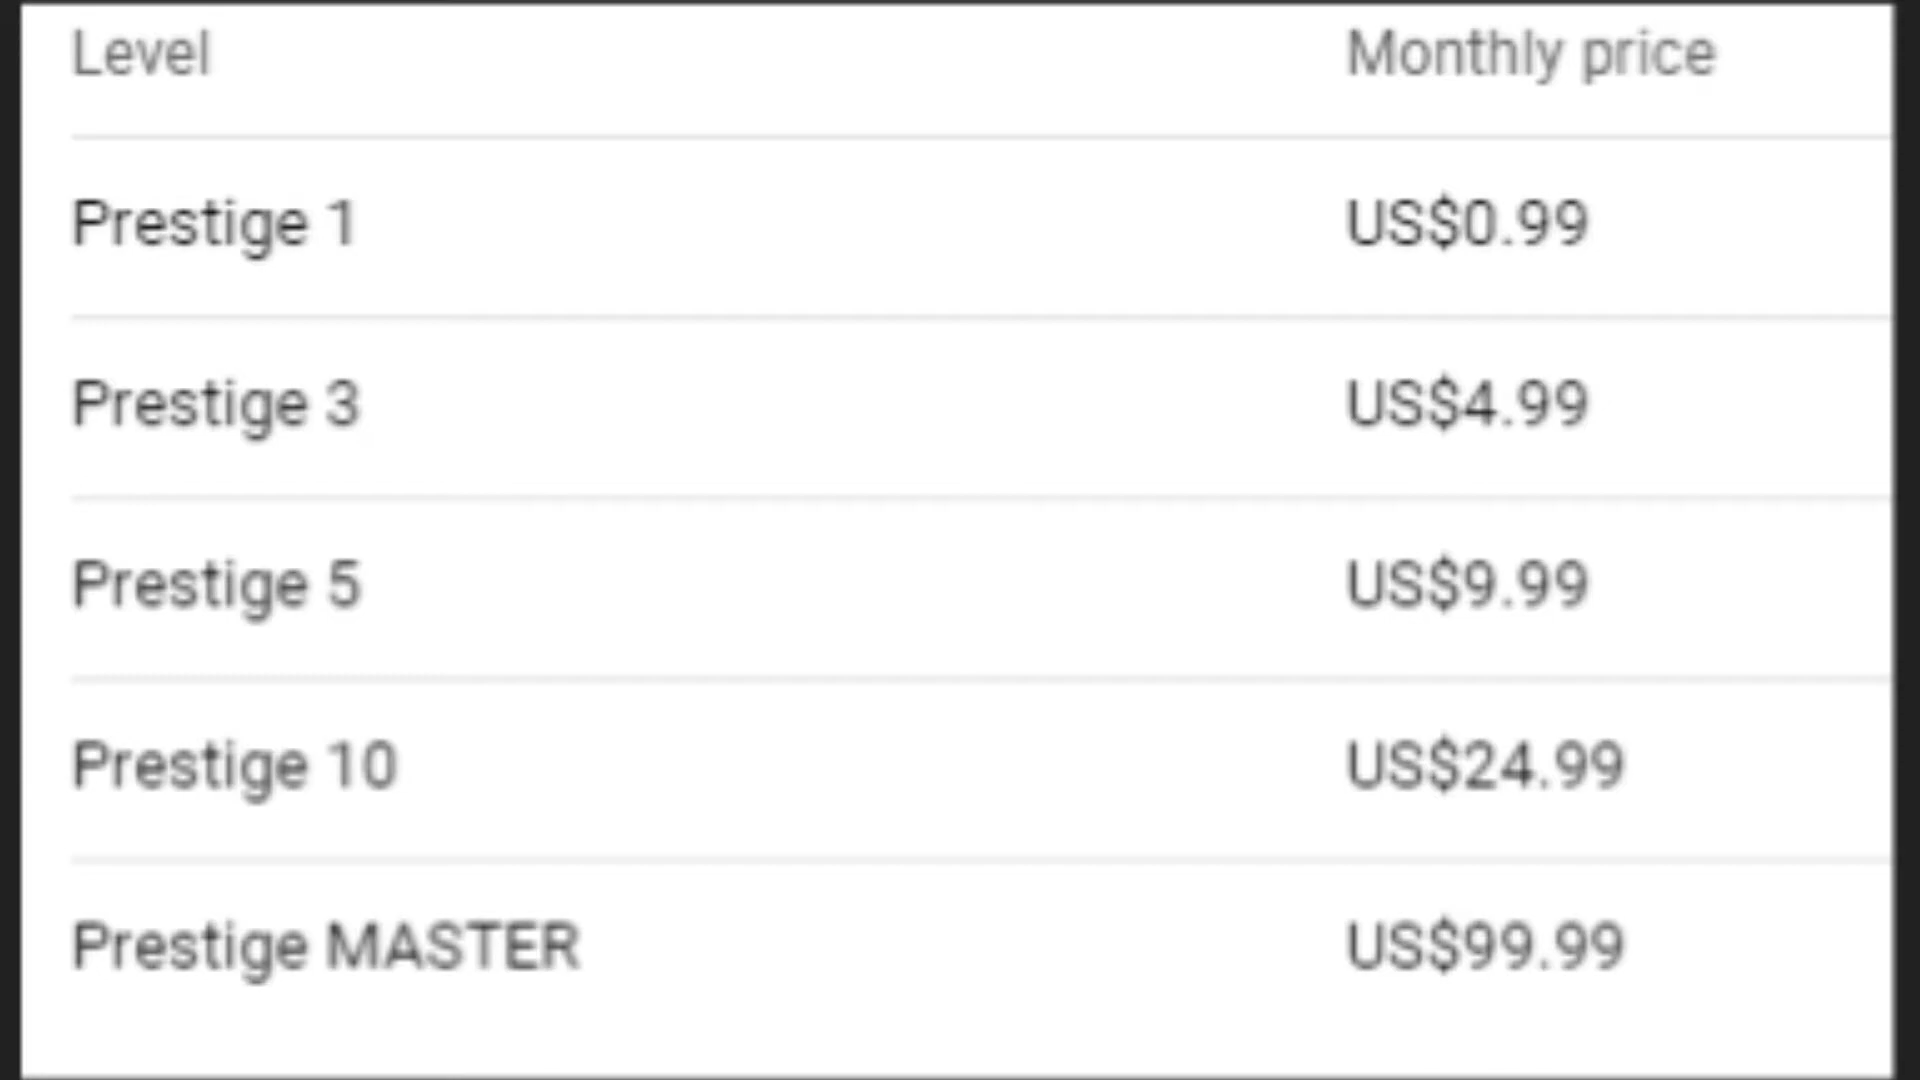 Level Monthly price
Prestige 1 US$0.99
Prestige 3 US$4.99
Prestige 5 US$9.99
Prestige 10 US$24.99
Prestige MASTER US$99.99